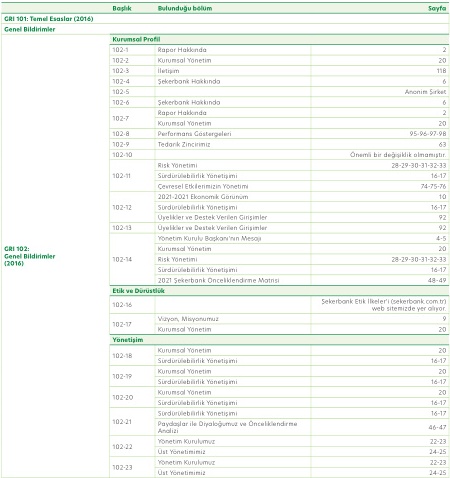 Başlık Bulunduğu bölüm Sayfa
GRI 101: Temel Esaslar (2016)
Genel Bildirimler
GRI 102:
Genel Bildirimler
(2016)
Kurumsal Profil
102-1 Rapor Hakkında 2
102-2 Kurumsal Yönetim 20
102-3 İletişim 118
102-4 Şekerbank Hakkında 6
102-5 Anonim Şirket
102-6 Şekerbank Hakkında 6
102-7 Rapor Hakkında 2
Kurumsal Yönetim 20
102-8 Performans Göstergeleri 95-96-97-98
102-9 Tedarik Zincirimiz 63
102-10 Önemli bir değişiklik olmamıştır.
102-11 Risk Yönetimi 28-29-30-31-32-33
Sürdürülebilirlik Yönetişimi 16-17
Çevresel Etkilerimizin Yönetimi 74-75-76
102-12 2021-2021 Ekonomik Görünüm 10
Sürdürülebilirlik Yönetişimi 16-17
Üyelikler ve Destek Verilen Girişimler 92
102-13 Üyelikler ve Destek Verilen Girişimler 92
102-14 Yönetim Kurulu Başkanı'nın Mesajı 4-5
Kurumsal Yönetim 20
Risk Yönetimi 28-29-30-31-32-33
Sürdürülebilirlik Yönetişimi 16-17
2021 Şekerbank Önceliklendirme Matrisi 48-49
Etik ve Dürüstlük
102-16 Şekerbank Etik İlkeler'i (sekerbank.com.tr)
web sitemizde yer alıyor.
102-17 Vizyon, Misyonumuz 9
Kurumsal Yönetim 20
Yönetişim
102-18 Kurumsal Yönetim 20
Sürdürülebilirlik Yönetişimi 16-17
102-19 Kurumsal Yönetim 20
Sürdürülebilirlik Yönetişimi 16-17
102-20 Kurumsal Yönetim 20
Sürdürülebilirlik Yönetişimi 16-17
102-21 Sürdürülebilirlik Yönetişimi 16-17
Paydaşlar ile Diyaloğumuz ve Önceliklendirme
Analizi 46-47
102-22 Yönetim Kurulumuz 22-23
Üst Yönetimimiz 24-25
102-23 Yönetim Kurulumuz 22-23
Üst Yönetimimiz 24-25